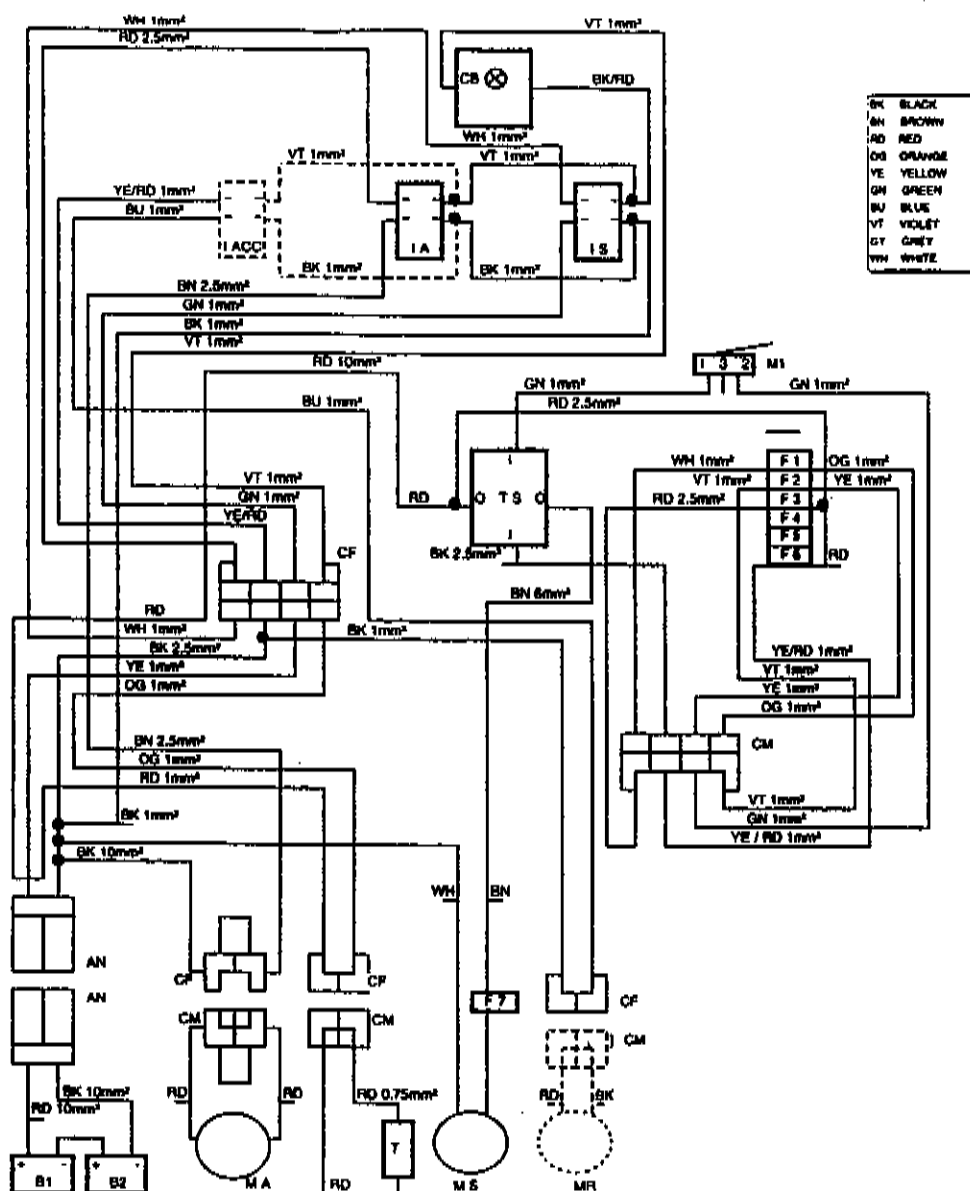 WH 1mm²
RD 2.5mm²
VT 1mm²
CB
BK/RD
WH 1mm²
BK BLACK
BN BROWN
RD RED
OG ORANGE
YE YELLOW
GN GREEN
BU BLUE
VT VIOLET
GY GREY
WH WHITE
VT 1mm²
VT 1mm²
YE/RD 1mm²
BU 1mm²
I ACC
I A
I S
BK 1mm²
BK 1mm²
BN 2.5mm²
GN 1mm²
BK 1mm²
VT 1mm²
RD 10mm²
1 3 2
M1
GN 1mm²
GN 1mm²
BU 1mm²
RD 2.5mm²
WH 1mm²
F 1
OG 1mm²
VT 1mm²
F 2
YE 1mm²
VT 1mm²
GN 1mm²
RD
O T S O
I
I
RD 2.5mm²
F 3
F 4
F 5
F 6
RD
YE/RD
CF
BK 2.5mm²
BN 6mm²
RD
WH 1mm²
BK 1mm²
BK 2.5mm²
YE 1mm²
OG 1mm²
YE/RD 1mm²
VT 1mm²
YE 1mm²
OG 1mm²
CM
BN 2.5mm²
OG 1mm²
RD 1mm²
VT 1mm²
BK 1mm²
GN 1mm²
YE / RD 1mm²
BK 10mm²
WH
BN
AN
CF
CF
AN
F 7
CF
CM
CM
CM
BK 10mm²
RD 10mm²
RD
RD
RD 0.75mm²
RD
BK
+ -
B1
+ -
B2
M A
RD
T
M S
MR